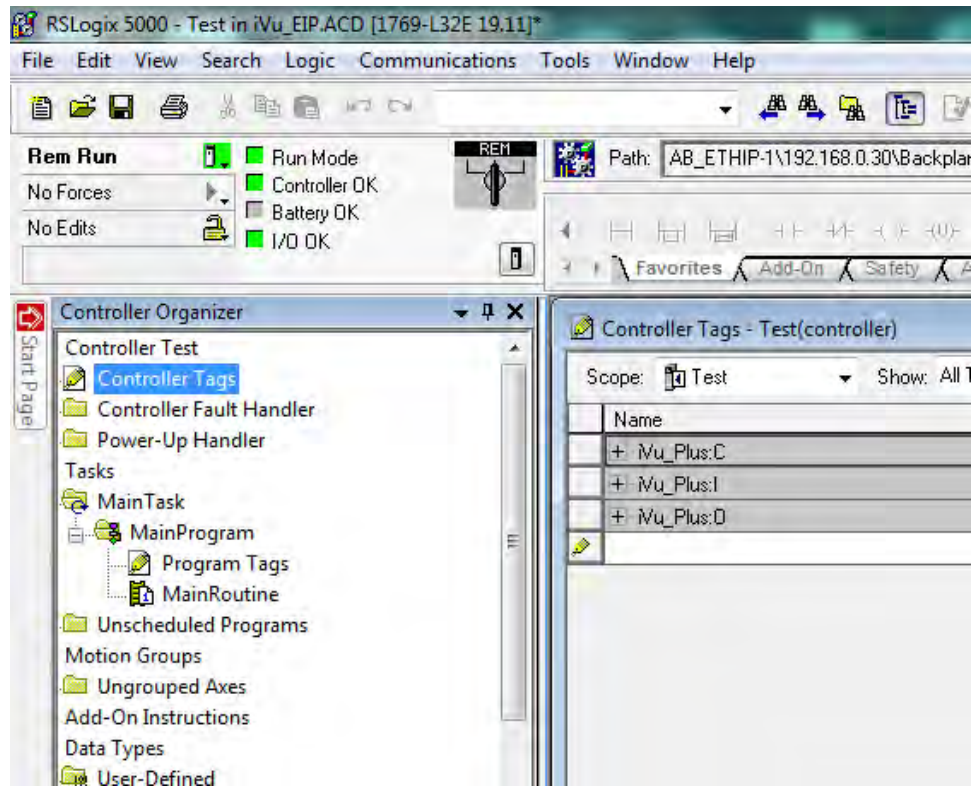 RSLogix 5000 - Test in iVu_EIP.ACD [1769-L32E 19.11]*
File Edit View Search Logic Communications Tools Window Help
Rem Run
No Forces
No Edits
Run Mode
Controller OK
Battery OK
I/O OK
REM
Path: AB_ETHIP-1\192.168.0.30\Backplan
Favorites Add-On Safety A
Start Page
Controller Organizer
Controller Test
Controller Tags
Controller Fault Handler
Power-Up Handler
Tasks
MainTask
MainProgram
Program Tags
MainRoutine
Unscheduled Programs
Motion Groups
Ungrouped Axes
Add-On Instructions
Data Types
User-Defined
Controller Tags - Test(controller)
Scope: Test Show: All T
Name
+ iVu_Plus:C
+ iVu_Plus:I
+ iVu_Plus:O